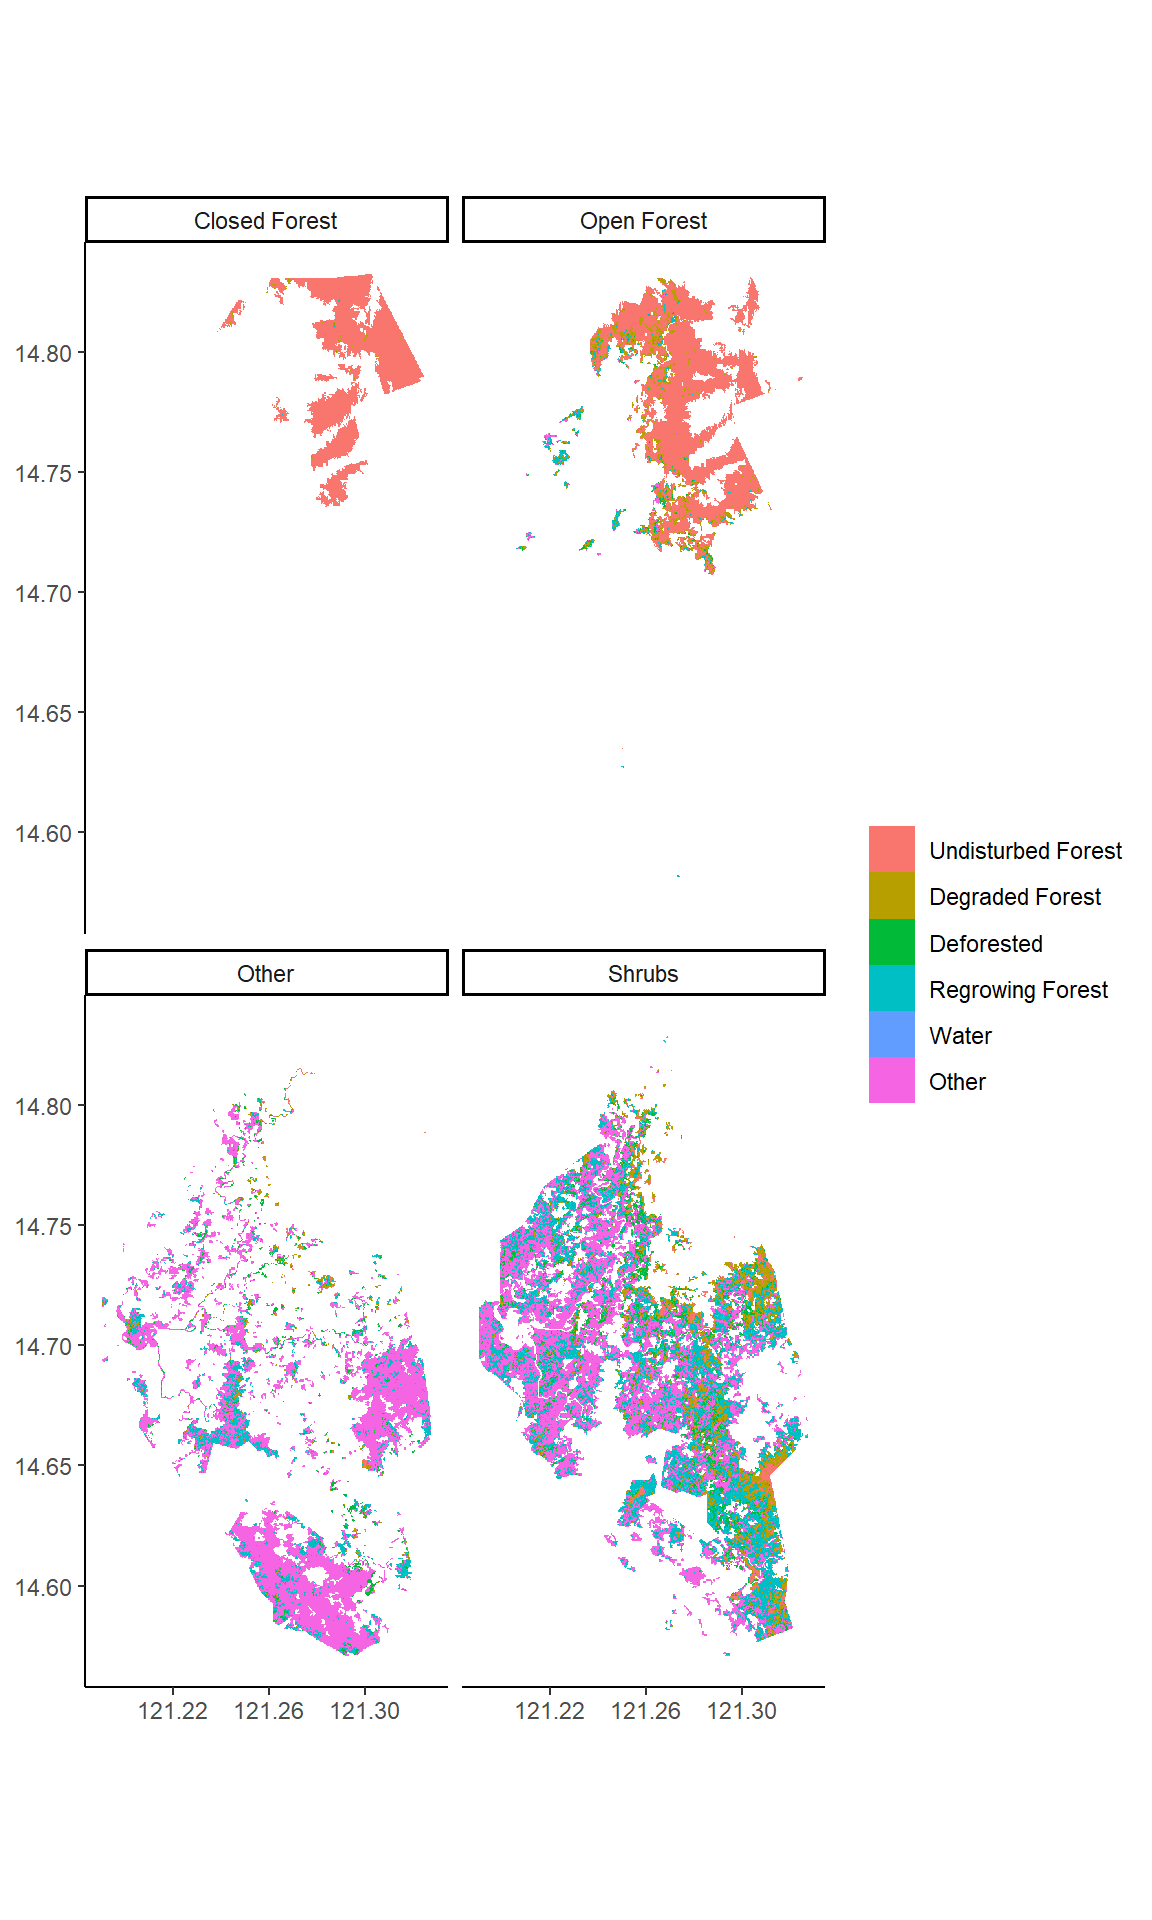 Closed Forest
Open Forest
14.80
14.75
14.70
14.65
14.60
Undisturbed Forest
Degraded Forest
Deforested
Regrowing Forest
Water
Other
Other
Shrubs
14.80
14.75
14.70
14.65
14.60
121.22
121.26
121.30
121.22
121.26
121.30